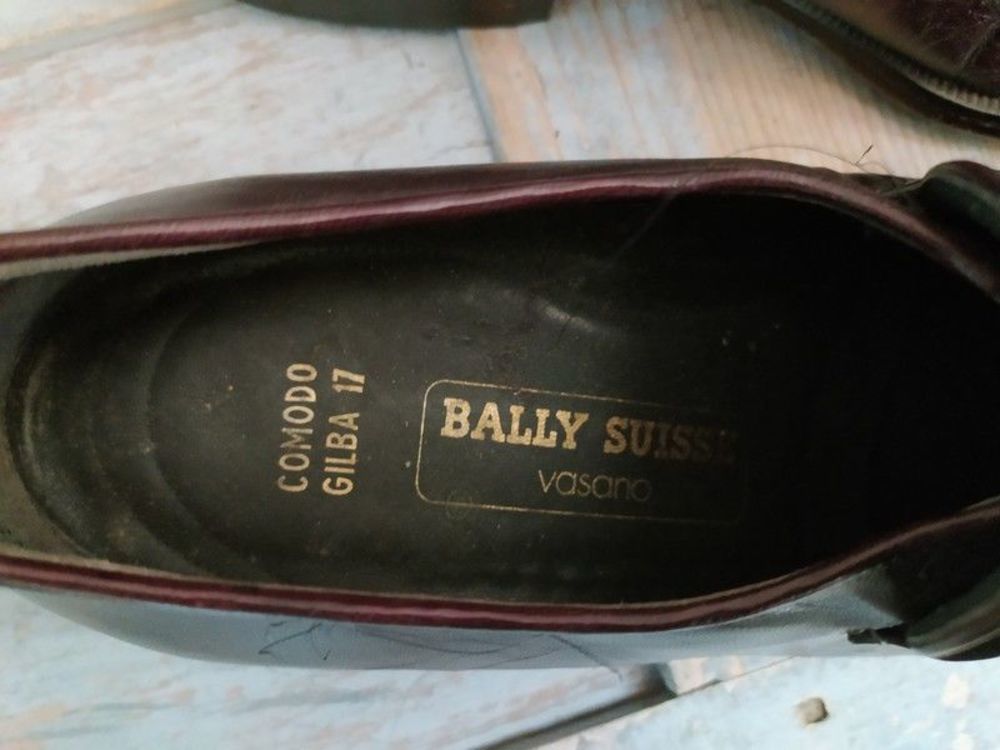 COMODO
GILBA 17
BALLY SUISSE
vasano